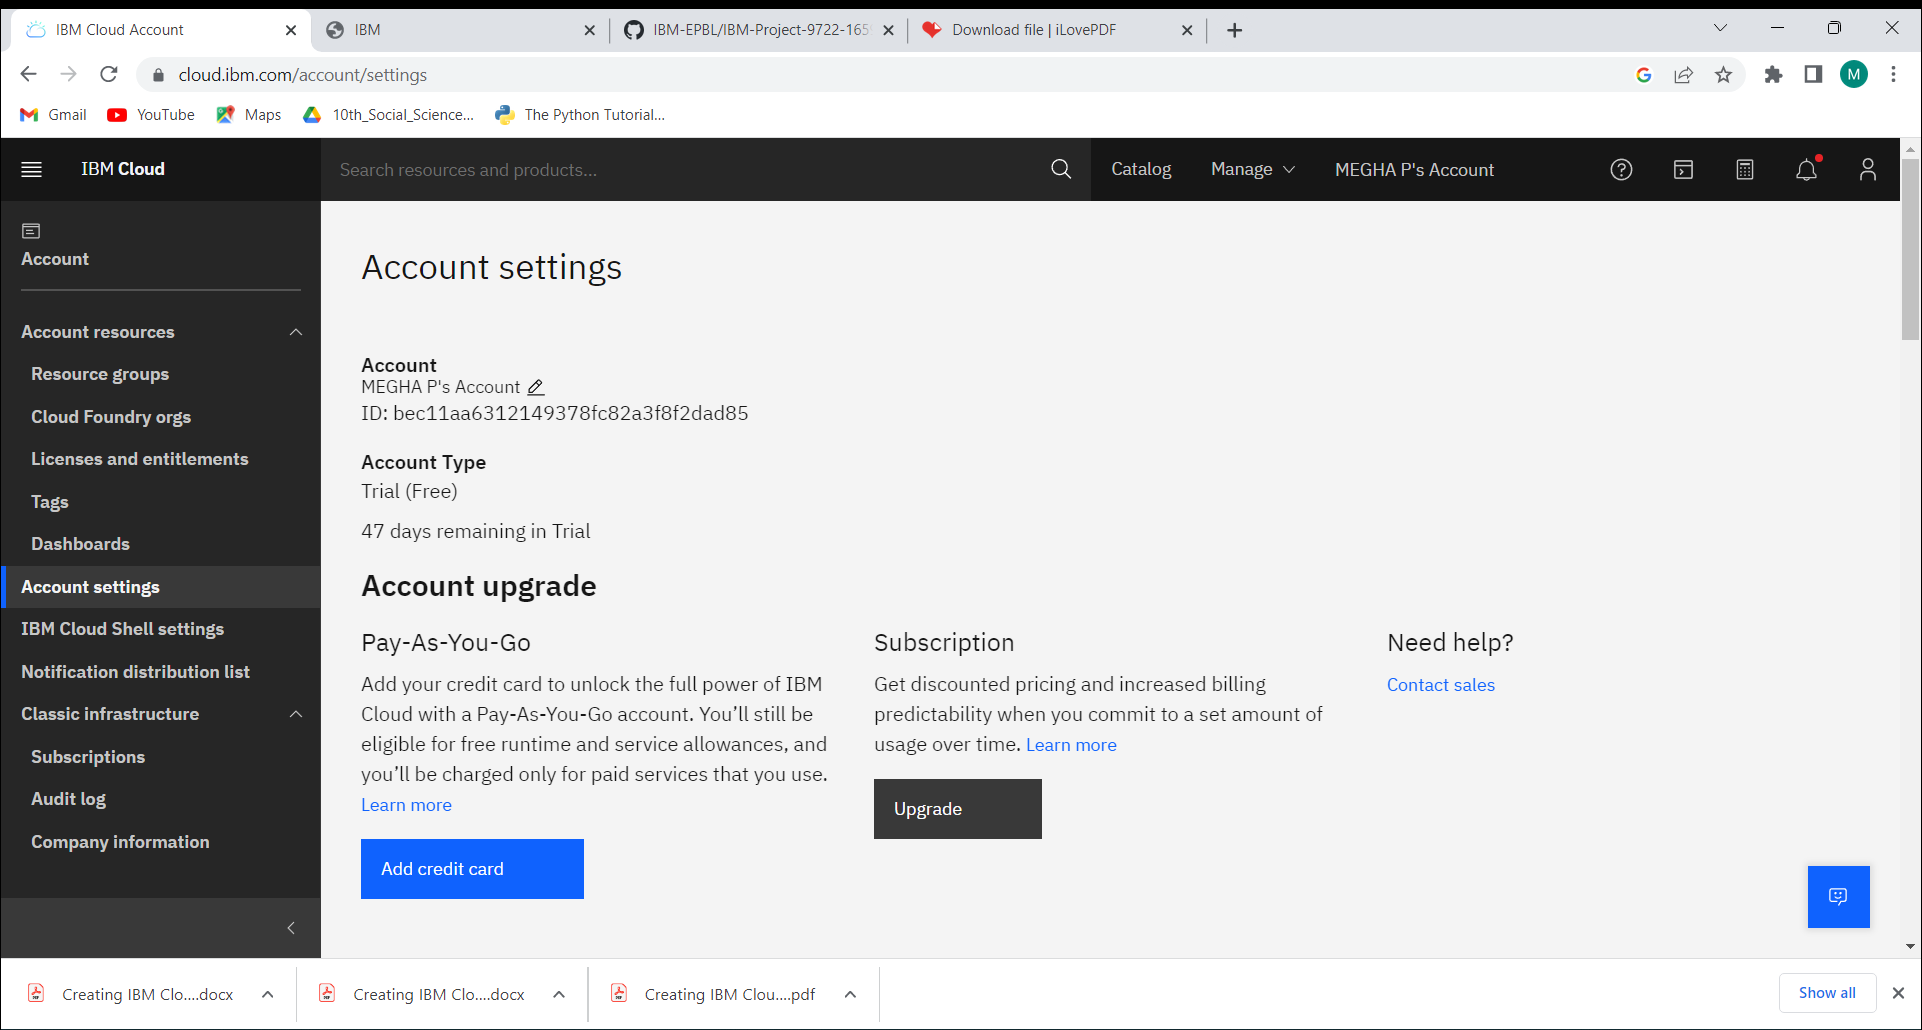 IBM Cloud Account
IBM
IBM-EPBL/IBM-Project-9722-165
Download file | iLovePDF
cloud.ibm.com/account/settings
M
Gmail
YouTube
Maps
10th_Social_Science...
The Python Tutorial...
IBM Cloud
Search resources and products...
Catalog
Manage
MEGHA P's Account
Account
Account resources
Resource groups
Cloud Foundry orgs
Licenses and entitlements
Tags
Dashboards
Account settings
IBM Cloud Shell settings
Notification distribution list
Classic infrastructure
Subscriptions
Audit log
Company information
Account settings
Account
MEGHA P's Account
ID: bec11aa6312149378fc82a3f8f2dad85
Account Type
Trial (Free)
47 days remaining in Trial
Account upgrade
Pay-As-You-Go
Add your credit card to unlock the full power of IBM
Cloud with a Pay-As-You-Go account. You’ll still be
eligible for free runtime and service allowances, and
you’ll be charged only for paid services that you use.
Learn more
Add credit card
Subscription
Get discounted pricing and increased billing
predictability when you commit to a set amount of
usage over time. Learn more
Upgrade
Need help?
Contact sales
Creating IBM Clo....docx
Creating IBM Clo....docx
Creating IBM Clou....pdf
Show all